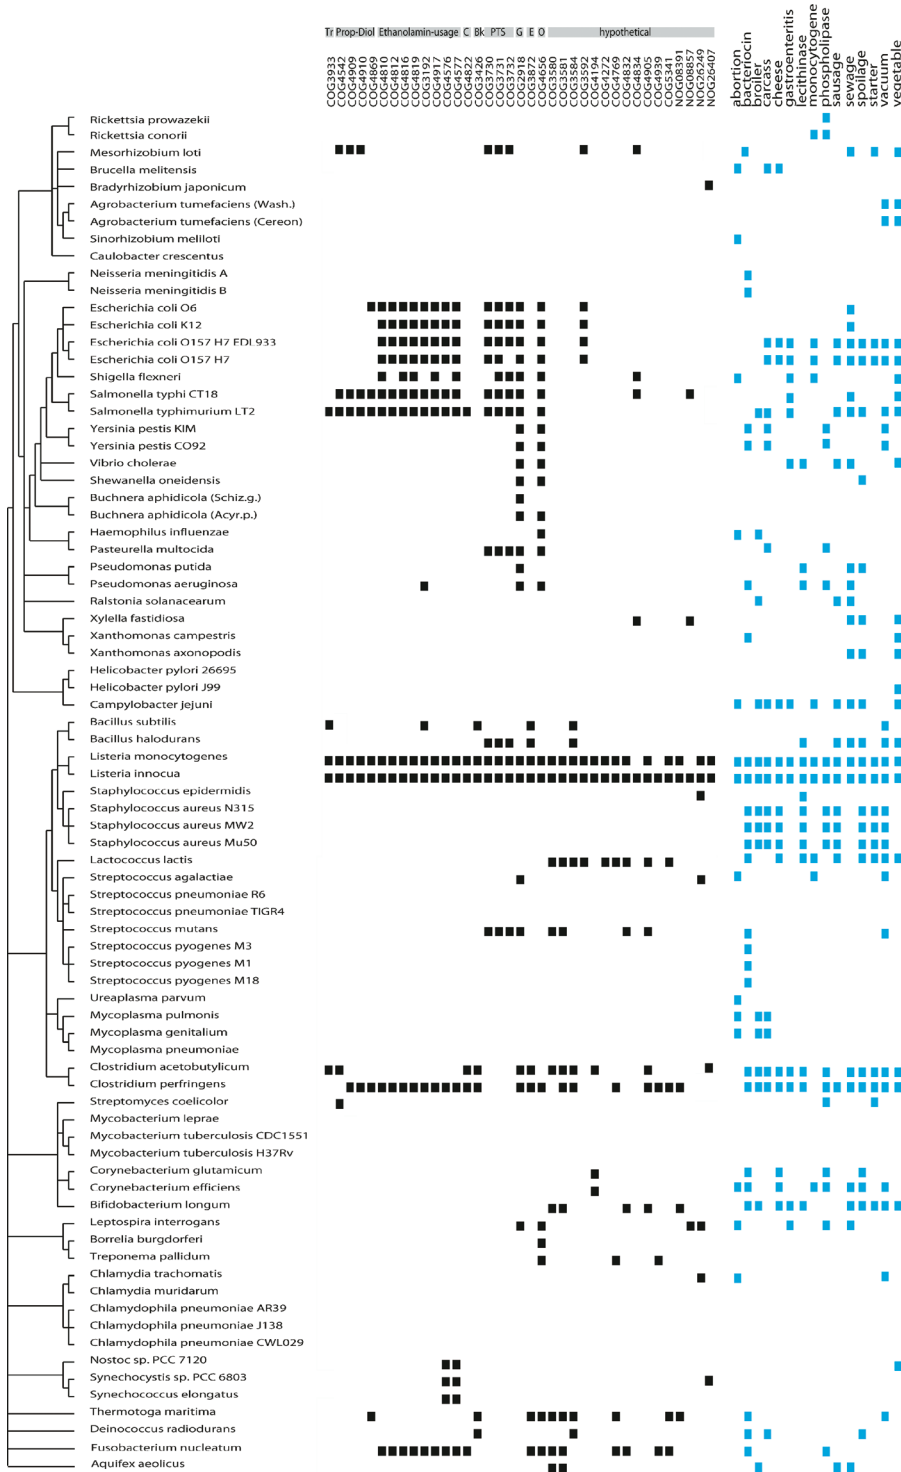 Tr Prop-Diol Ethanolamin-usage C Bk PTS G E O hypothetical
COG3933
COG4542
COG4909
COG4910
COG4869
COG4810
COG4812
COG4816
COG4819
COG3192
COG4917
COG4576
COG4577
COG4822
COG3426
COG3730
COG3731
COG3732
COG2918
COG3872
COG4656
COG3580
COG3581
COG3584
COG3592
COG4194
COG4272
COG4769
COG4832
COG4834
COG4905
COG4939
COG5341
NOG08391
NOG08857
NOG26249
NOG26407
abortion
bacteriocin
broiler
carcass
cheese
gastroenteritis
lecithinase
monocytogene
phospholipase
sausage
sewage
spoilage
starter
vacuum
vegetable
Rickettsia prowazekii
Rickettsia conorii
Mesorhizobium loti
Brucella melitensis
Bradyrhizobium japonicum
Agrobacterium tumefaciens (Wash.)
Agrobacterium tumefaciens (Cereon)
Sinorhizobium meliloti
Caulobacter crescentus
Neisseria meningitidis A
Neisseria meningitidis B
Escherichia coli O6
Escherichia coli K12
Escherichia coli O157 H7 EDL933
Escherichia coli O157 H7
Shigella flexneri
Salmonella typhi CT18
Salmonella typhimurium LT2
Yersinia pestis KIM
Yersinia pestis CO92
Vibrio cholerae
Shewanella oneidensis
Buchnera aphidicola (Schiz.g.)
Buchnera aphidicola (Acyr.p.)
Haemophilus influenzae
Pasteurella multocida
Pseudomonas putida
Pseudomonas aeruginosa
Ralstonia solanacearum
Xylella fastidiosa
Xanthomonas campestris
Xanthomonas axonopodis
Helicobacter pylori 26695
Helicobacter pylori J99
Campylobacter jejuni
Bacillus subtilis
Bacillus halodurans
Listeria monocytogenes
Listeria innocua
Staphylococcus epidermidis
Staphylococcus aureus N315
Staphylococcus aureus MW2
Staphylococcus aureus Mu50
Lactococcus lactis
Streptococcus agalactiae
Streptococcus pneumoniae R6
Streptococcus pneumoniae TIGR4
Streptococcus mutans
Streptococcus pyogenes M3
Streptococcus pyogenes M1
Streptococcus pyogenes M18
Ureaplasma parvum
Mycoplasma pulmonis
Mycoplasma genitalium
Mycoplasma pneumoniae
Clostridium acetobutylicum
Clostridium perfringens
Streptomyces coelicolor
Mycobacterium leprae
Mycobacterium tuberculosis CDC1551
Mycobacterium tuberculosis H37Rv
Corynebacterium glutamicum
Corynebacterium efficiens
Bifidobacterium longum
Leptospira interrogans
Borrelia burgdorferi
Treponema pallidum
Chlamydia trachomatis
Chlamydia muridarum
Chlamydophila pneumoniae AR39
Chlamydophila pneumoniae J138
Chlamydophila pneumoniae CWL029
Nostoc sp. PCC 7120
Synechocystis sp. PCC 6803
Synechococcus elongatus
Thermotoga maritima
Deinococcus radiodurans
Fusobacterium nucleatum
Aquifex aeolicus